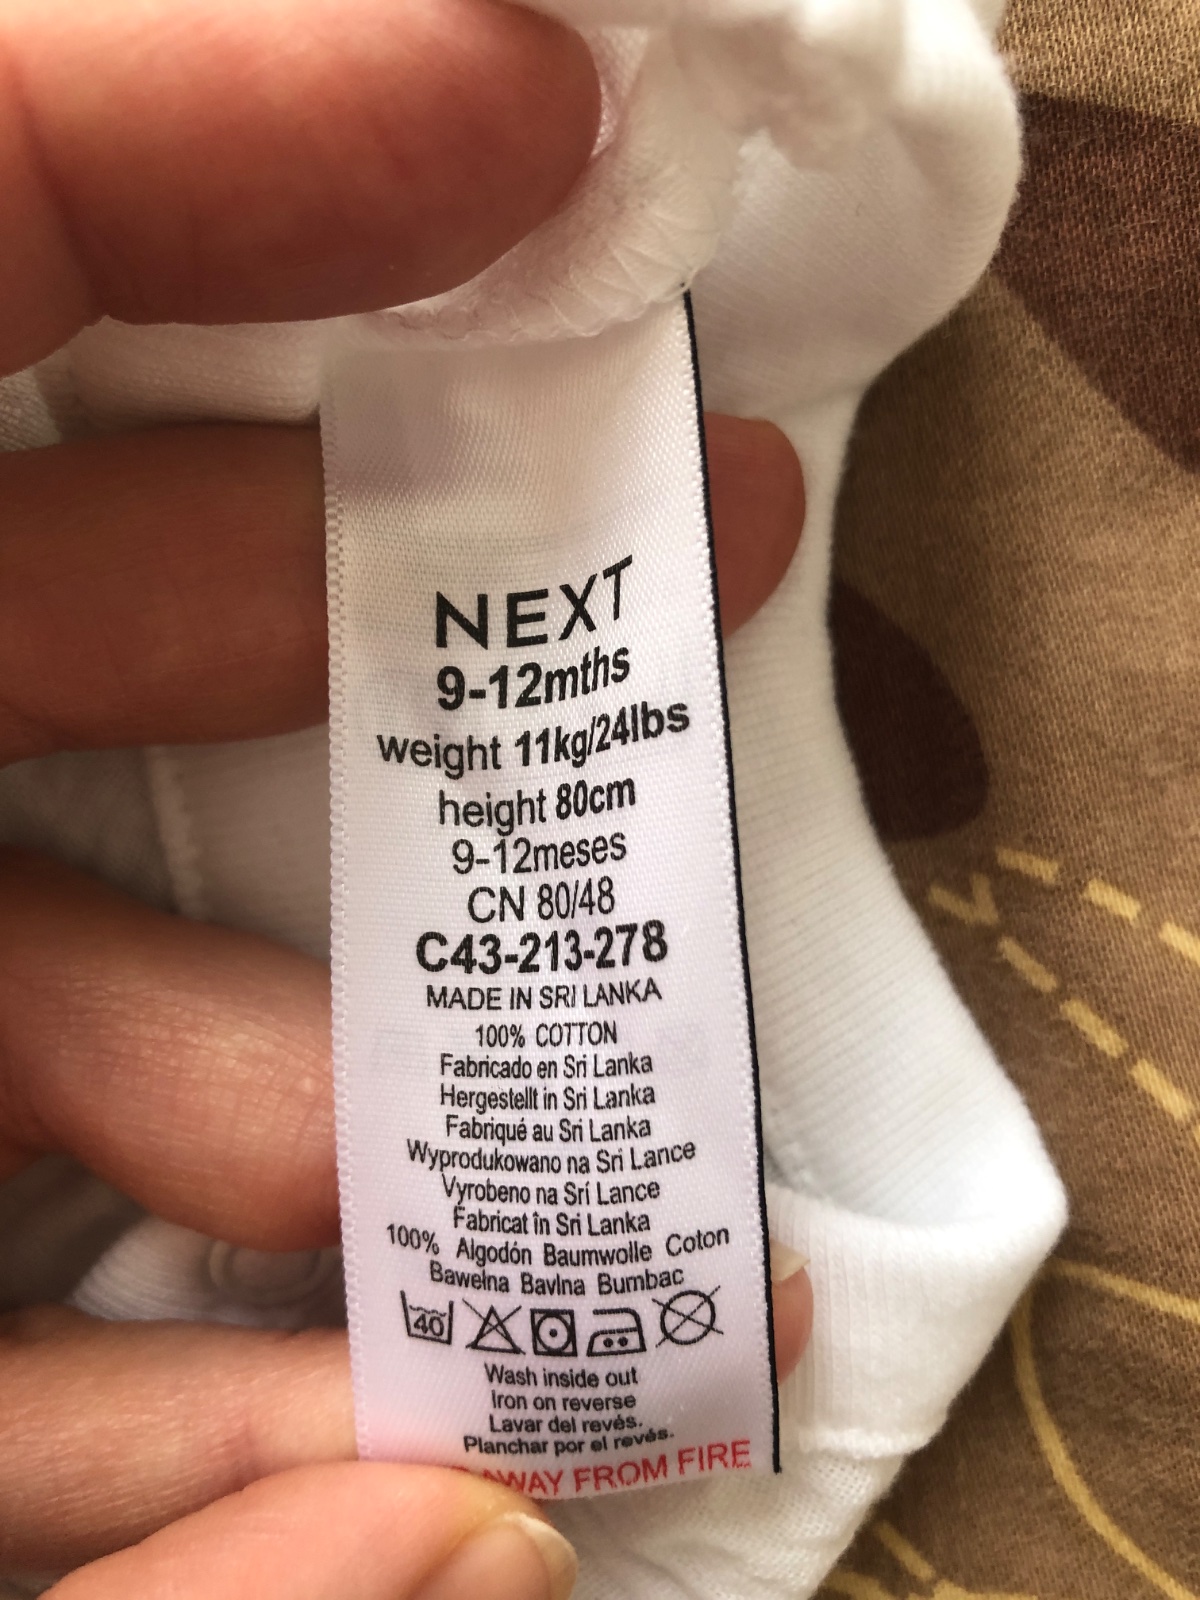 NEXT
9-12mths
weight 11kg/24lbs
height 80cm
9-12meses
CN 80/48
C43-213-278
MADE IN SRI LANKA
100% COTTON
Fabricado en Sri Lanka
Hergestellt in Sri Lanka
Fabriqué au Sri Lanka
Wyprodukowano na Sri Lance
Vyrobeno na Srí Lance
Fabricat în Sri Lanka
100% Algodón Baumwolle Coton
Bawełna Bavlna Bumbac
40
Wash inside out
Iron on reverse
Lavar del revés.
Planchar por el revés.
AWAY FROM FIRE